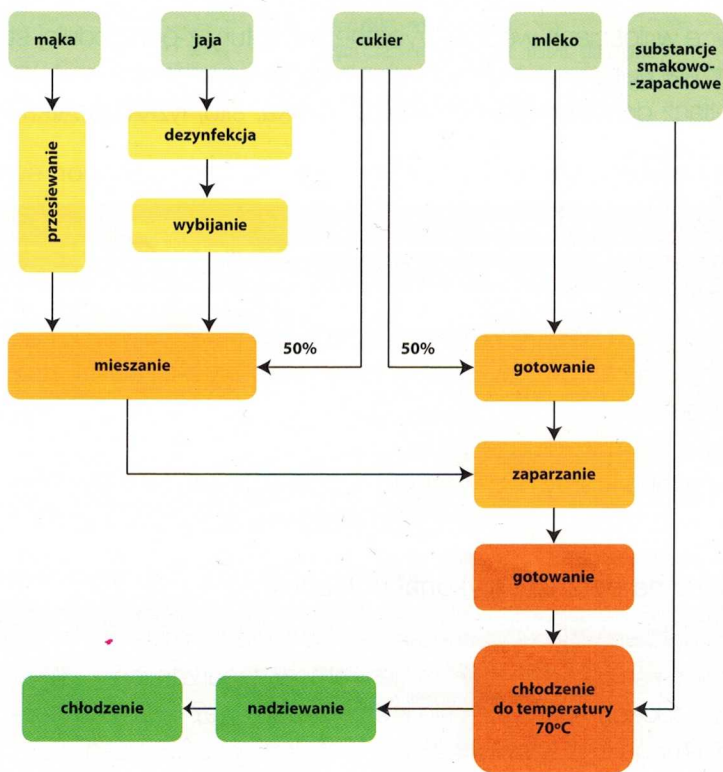 mąka
jaja
cukier
mleko
substancje
smakowo-
-zapachowe
przesiewanie
dezynfekcja
wybijanie
mieszanie
50%
50%
gotowanie
zaparzanie
gotowanie
chłodzenie
do temperatury
70ºC
nadziewanie
chłodzenie